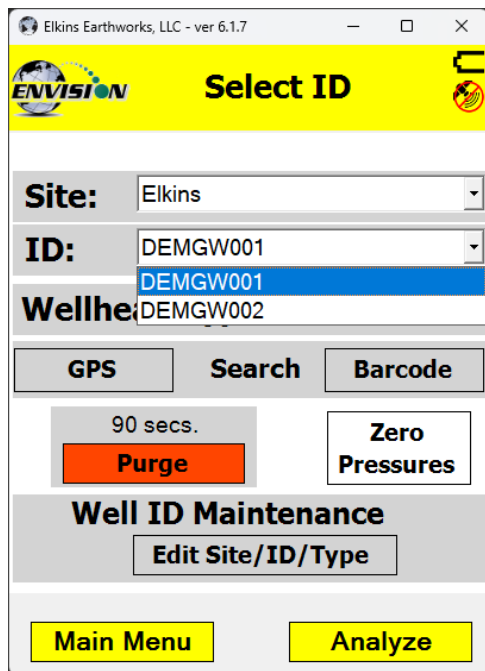 Elkins Earthworks, LLC - ver 6.1.7
ENVISION
Select ID
Site: Elkins
ID: DEMGW001
DEMGW001
DEMGW002
GPS Search Barcode
90 secs.
Purge
Zero
Pressures
Well ID Maintenance
Edit Site/ID/Type
Main Menu Analyze